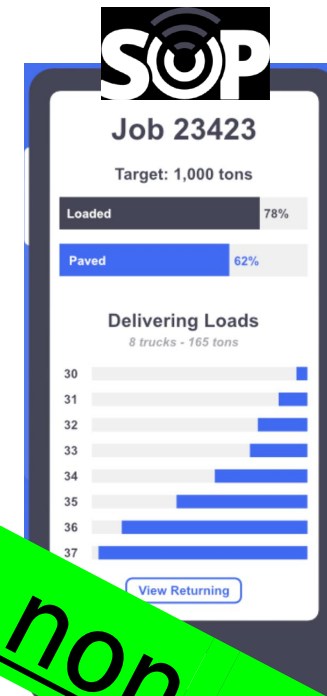 SOP
Job 23423
Target: 1,000 tons
Loaded 78%
Paved 62%
Delivering Loads
8 trucks - 165 tons
30
31
32
33
34
35
36
37
View Returning
non